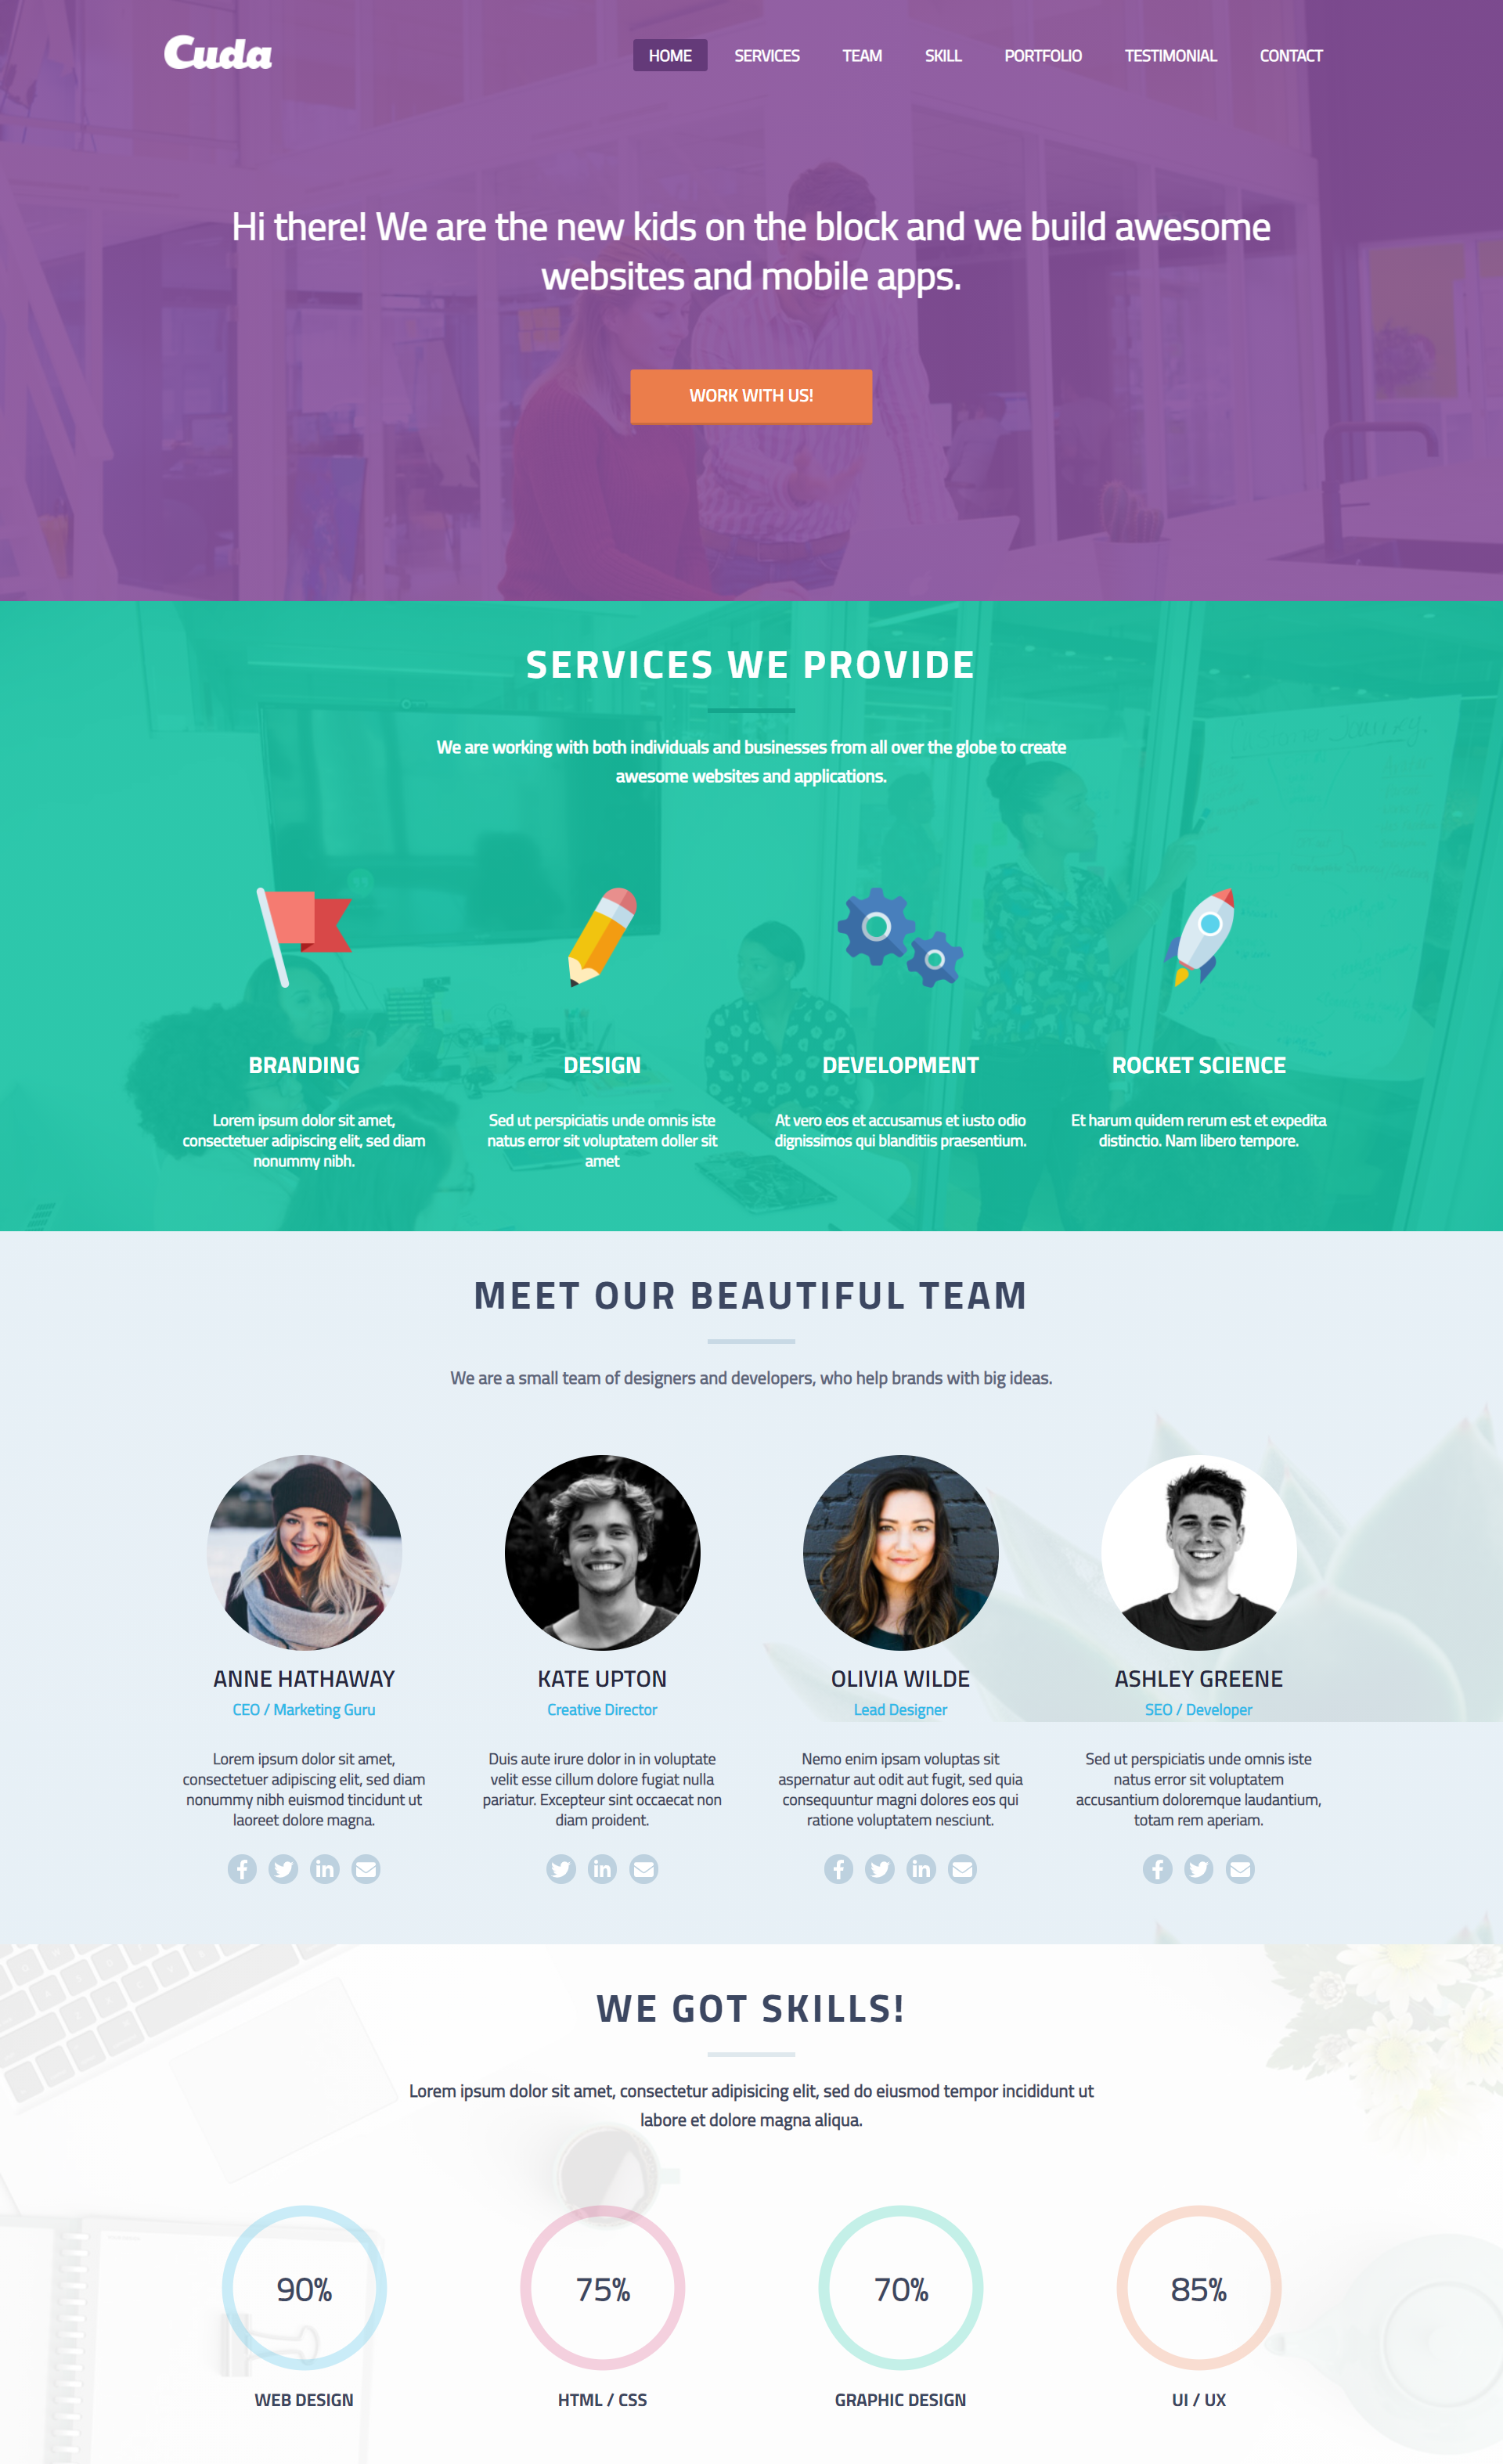 Cuda
HOME SERVICES TEAM SKILL PORTFOLIO TESTIMONIAL CONTACT
Hi there! We are the new kids on the block and we build awesome
websites and mobile apps.
WORK WITH US!
SERVICES WE PROVIDE
We are working with both individuals and businesses from all over the globe to create
awesome websites and applications.
BRANDING
Lorem ipsum dolor sit amet,
consectetuer adipiscing elit, sed diam
nonummy nibh.
DESIGN
Sed ut perspiciatis unde omnis iste
natus error sit voluptatem doller sit
amet
DEVELOPMENT
At vero eos et accusamus et iusto odio
dignissimos qui blanditiis praesentium.
ROCKET SCIENCE
Et harum quidem rerum est et expedita
distinctio. Nam libero tempore.
MEET OUR BEAUTIFUL TEAM
We are a small team of designers and developers, who help brands with big ideas.
ANNE HATHAWAY
CEO / Marketing Guru
Lorem ipsum dolor sit amet,
consectetuer adipiscing elit, sed diam
nonummy nibh euismod tincidunt ut
laoreet dolore magna.
KATE UPTON
Creative Director
Duis aute irure dolor in in voluptate
velit esse cillum dolore fugiat nulla
pariatur. Excepteur sint occaecat non
diam proident.
OLIVIA WILDE
Lead Designer
Nemo enim ipsam voluptas sit
aspernatur aut odit aut fugit, sed quia
consequuntur magni dolores eos qui
ratione voluptatem nesciunt.
ASHLEY GREENE
SEO / Developer
Sed ut perspiciatis unde omnis iste
natus error sit voluptatem
accusantium doloremque laudantium,
totam rem aperiam.
WE GOT SKILLS!
Lorem ipsum dolor sit amet, consectetur adipisicing elit, sed do eiusmod tempor incididunt ut
labore et dolore magna aliqua.
90%
WEB DESIGN
75%
HTML / CSS
70%
GRAPHIC DESIGN
85%
UI / UX